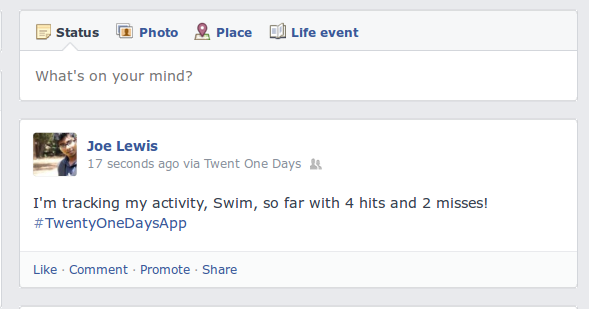 Status Photo Place Life event
What's on your mind?
Joe Lewis
17 seconds ago via Twent One Days
I'm tracking my activity, Swim, so far with 4 hits and 2 misses!
#TwentyOneDaysApp
Like · Comment · Promote · Share